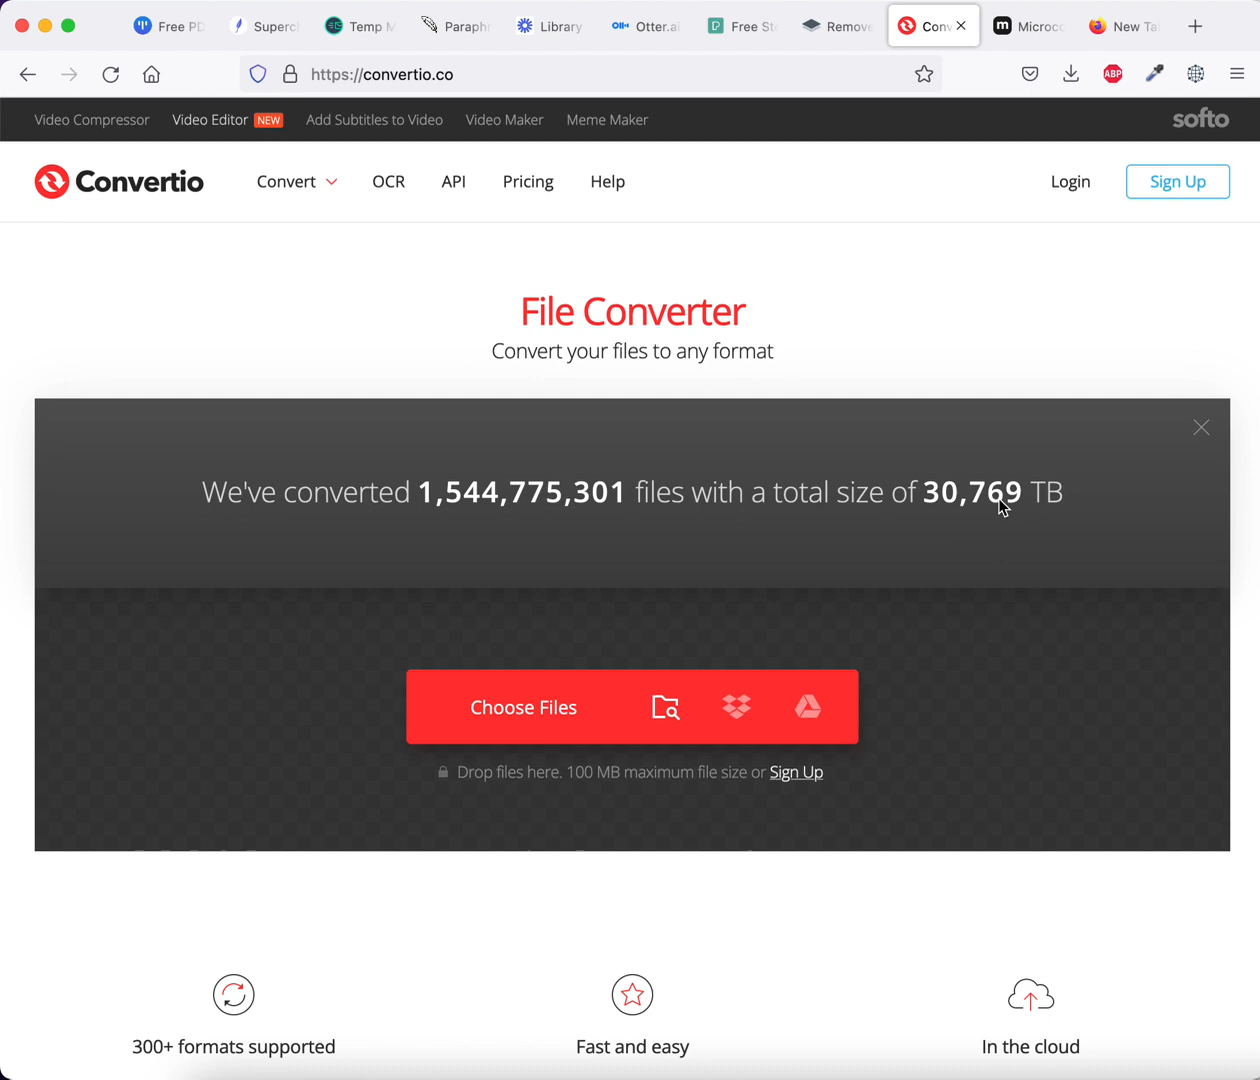 Free PD Superch Temp M Paraphr Library Otter.ai Free St Remove Conv Microco New Ta
https://convertio.co
ABP
Video Compressor Video Editor NEW Add Subtitles to Video Video Maker Meme Maker softo
Convertio Convert OCR API Pricing Help Login Sign Up
File Converter
Convert your files to any format
We've converted 1,544,775,301 files with a total size of 30,769 TB
Choose Files
Drop files here. 100 MB maximum file size or Sign Up
300+ formats supported Fast and easy In the cloud